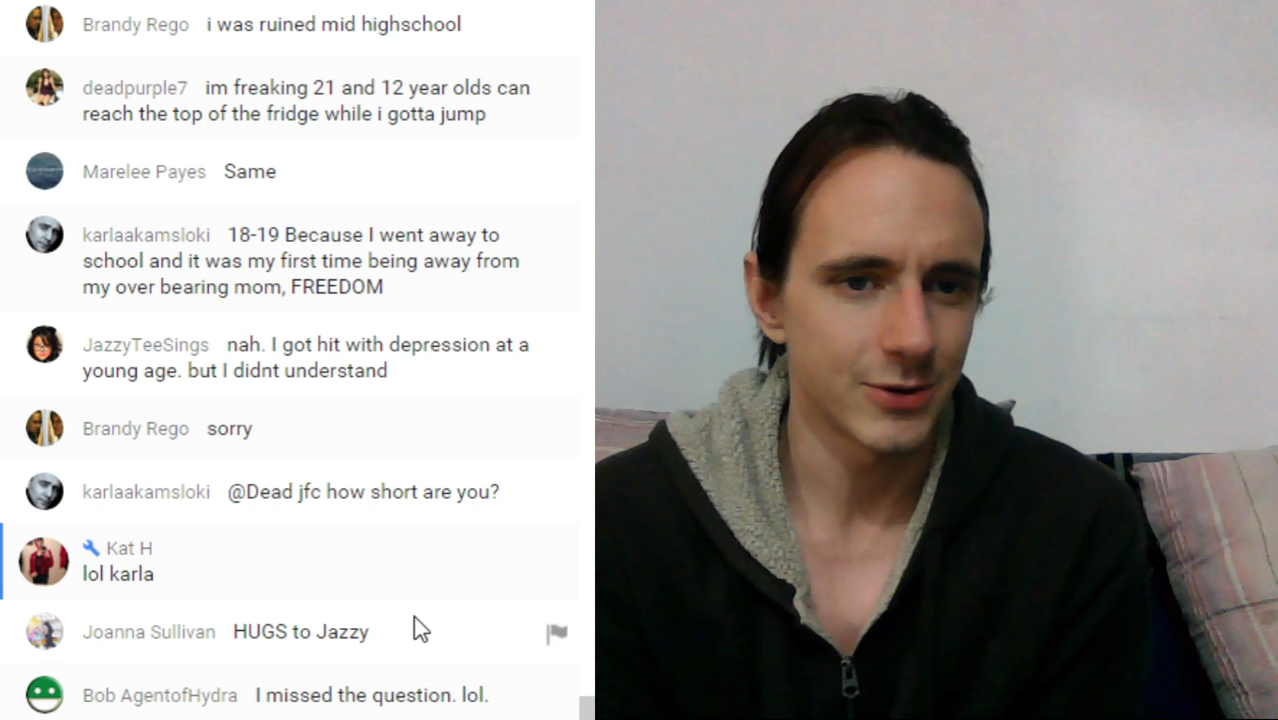 Brandy Rego i was ruined mid highschool
deadpurple7 im freaking 21 and 12 year olds can
reach the top of the fridge while i gotta jump
Marelee Payes Same
karlaakamsloki 18-19 Because I went away to
school and it was my first time being away from
my over bearing mom, FREEDOM
JazzyTeeSings nah. I got hit with depression at a
young age. but I didnt understand
Brandy Rego sorry
karlaakamsloki @Dead jfc how short are you?
Kat H
lol karla
Joanna Sullivan HUGS to Jazzy
Bob AgentofHydra I missed the question. lol.